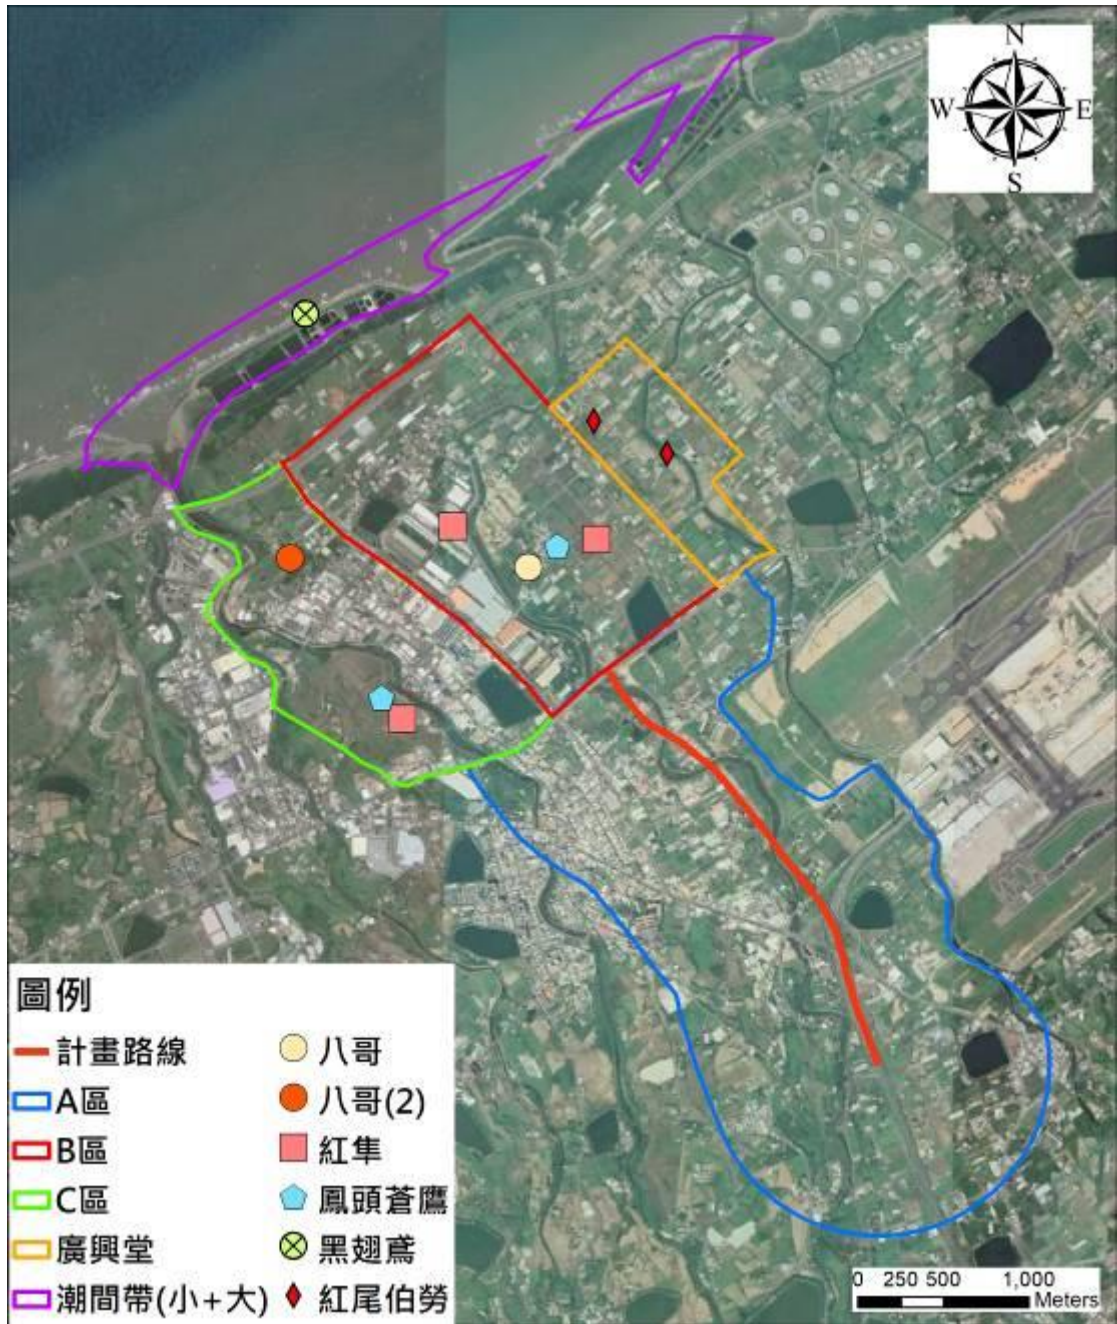 N
W E
S
圖例
計畫路線
A區
B區
C區
廣興堂
潮間帶(小+大)
八哥
八哥(2)
紅隼
鳳頭蒼鷹
黑翅鳶
紅尾伯勞
0 250 500 1,000
Meters